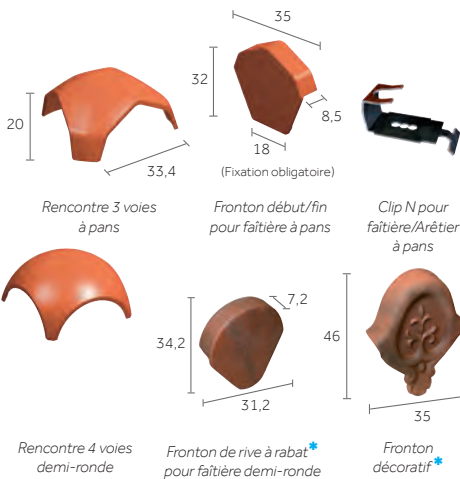 35
32
8,5
18
(Fixation obligatoire)
20
33,4
Rencontre 3 voies
à pans
Fronton début/fin
pour faîtière à pans
Clip N pour
faîtière/Arêtier
à pans
7,2
34,2
31,2
46
35
Rencontre 4 voies
demi-ronde
Fronton de rive à rabat*
pour faîtière demi-ronde
Fronton
décoratif*